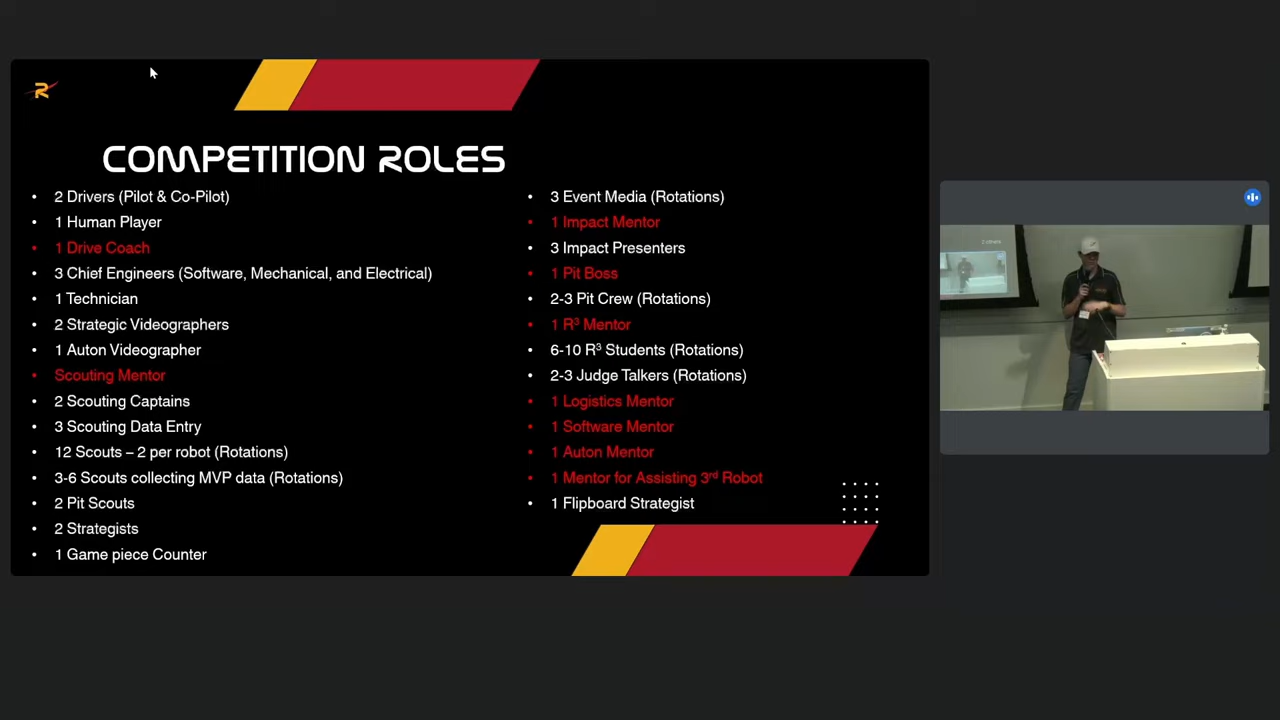 R
COMPETITION ROLES
• 2 Drivers (Pilot & Co-Pilot)
• 1 Human Player
• 1 Drive Coach
• 3 Chief Engineers (Software, Mechanical, and Electrical)
• 1 Technician
• 2 Strategic Videographers
• 1 Auton Videographer
• Scouting Mentor
• 2 Scouting Captains
• 3 Scouting Data Entry
• 12 Scouts – 2 per robot (Rotations)
• 3-6 Scouts collecting MVP data (Rotations)
• 2 Pit Scouts
• 2 Strategists
• 1 Game piece Counter
• 3 Event Media (Rotations)
• 1 Impact Mentor
• 3 Impact Presenters
• 1 Pit Boss
• 2-3 Pit Crew (Rotations)
• 1 R³ Mentor
• 6-10 R³ Students (Rotations)
• 2-3 Judge Talkers (Rotations)
• 1 Logistics Mentor
• 1 Software Mentor
• 1 Auton Mentor
• 1 Mentor for Assisting 3rd Robot
• 1 Flipboard Strategist